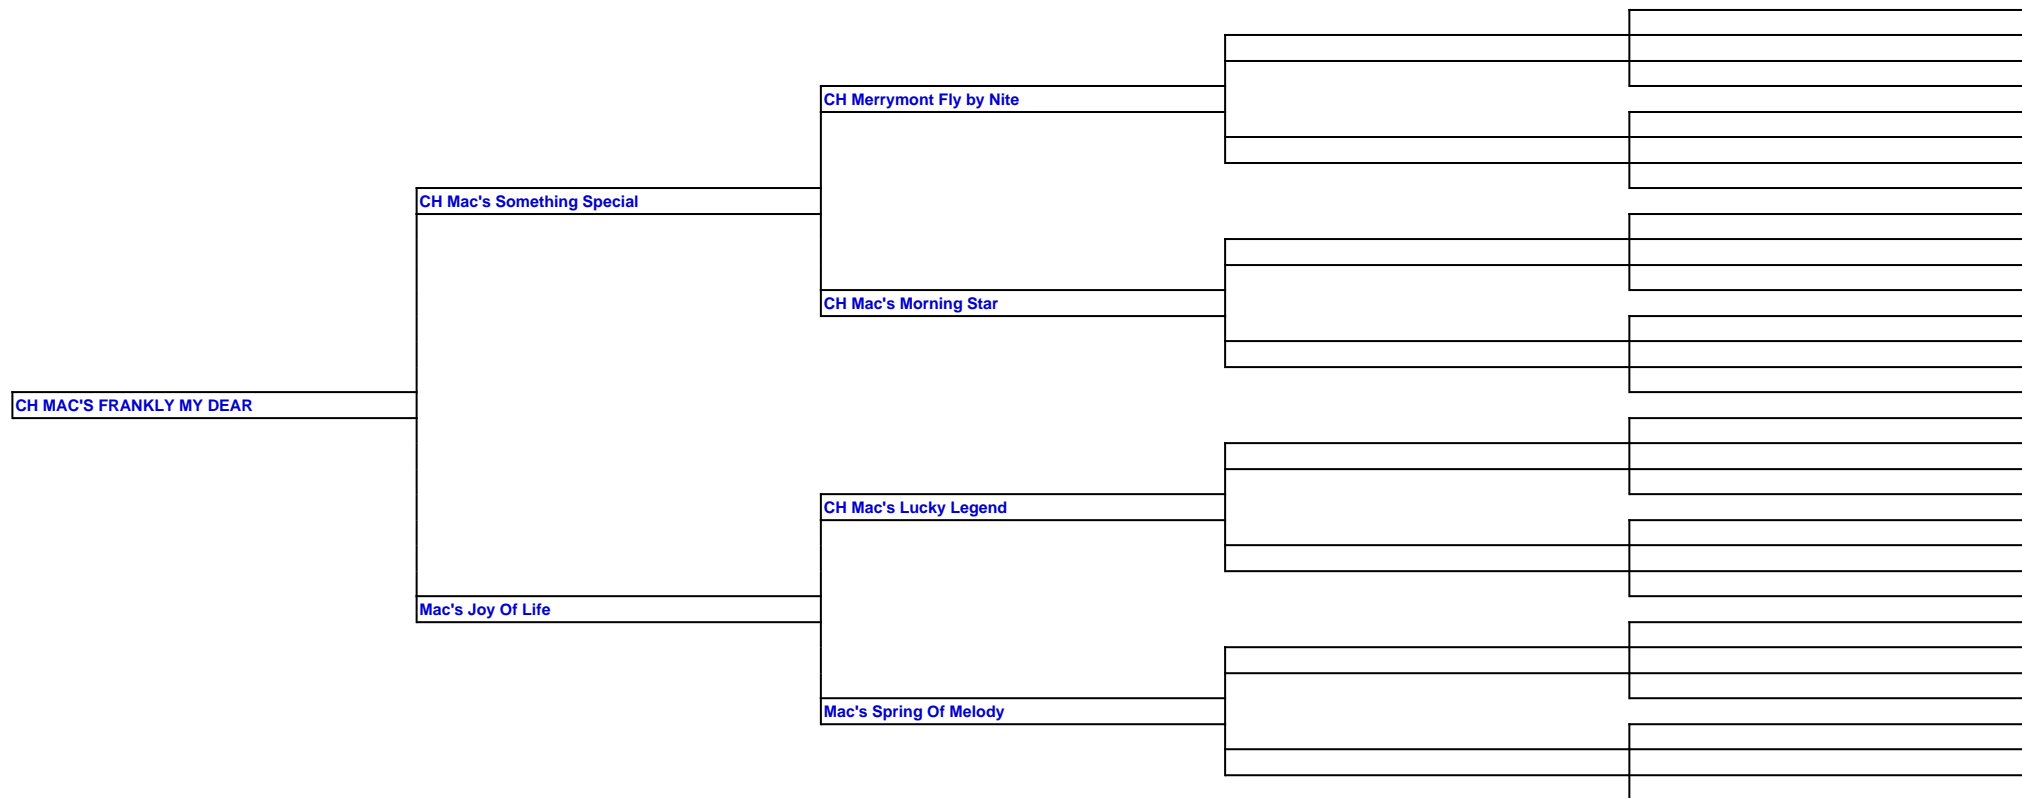 CH Merrymont Fly by Nite
CH Mac's Something Special
CH Mac's Morning Star
CH MAC'S FRANKLY MY DEAR
CH Mac's Lucky Legend
Mac's Joy Of Life
Mac's Spring Of Melody